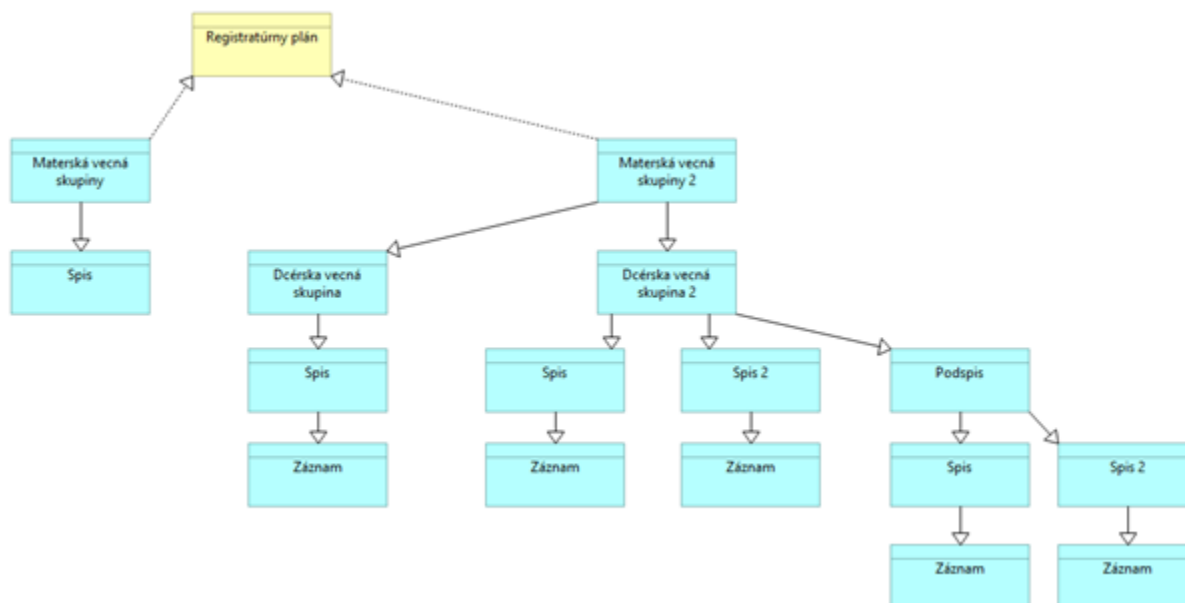 Registratúrny plán
Materská vecná
skupiny
Materská vecná
skupiny 2
Spis
Dcérska vecná
skupina
Dcérska vecná
skupina 2
Spis
Spis
Spis 2
Podspis
Záznam
Záznam
Záznam
Spis
Spis 2
Záznam
Záznam